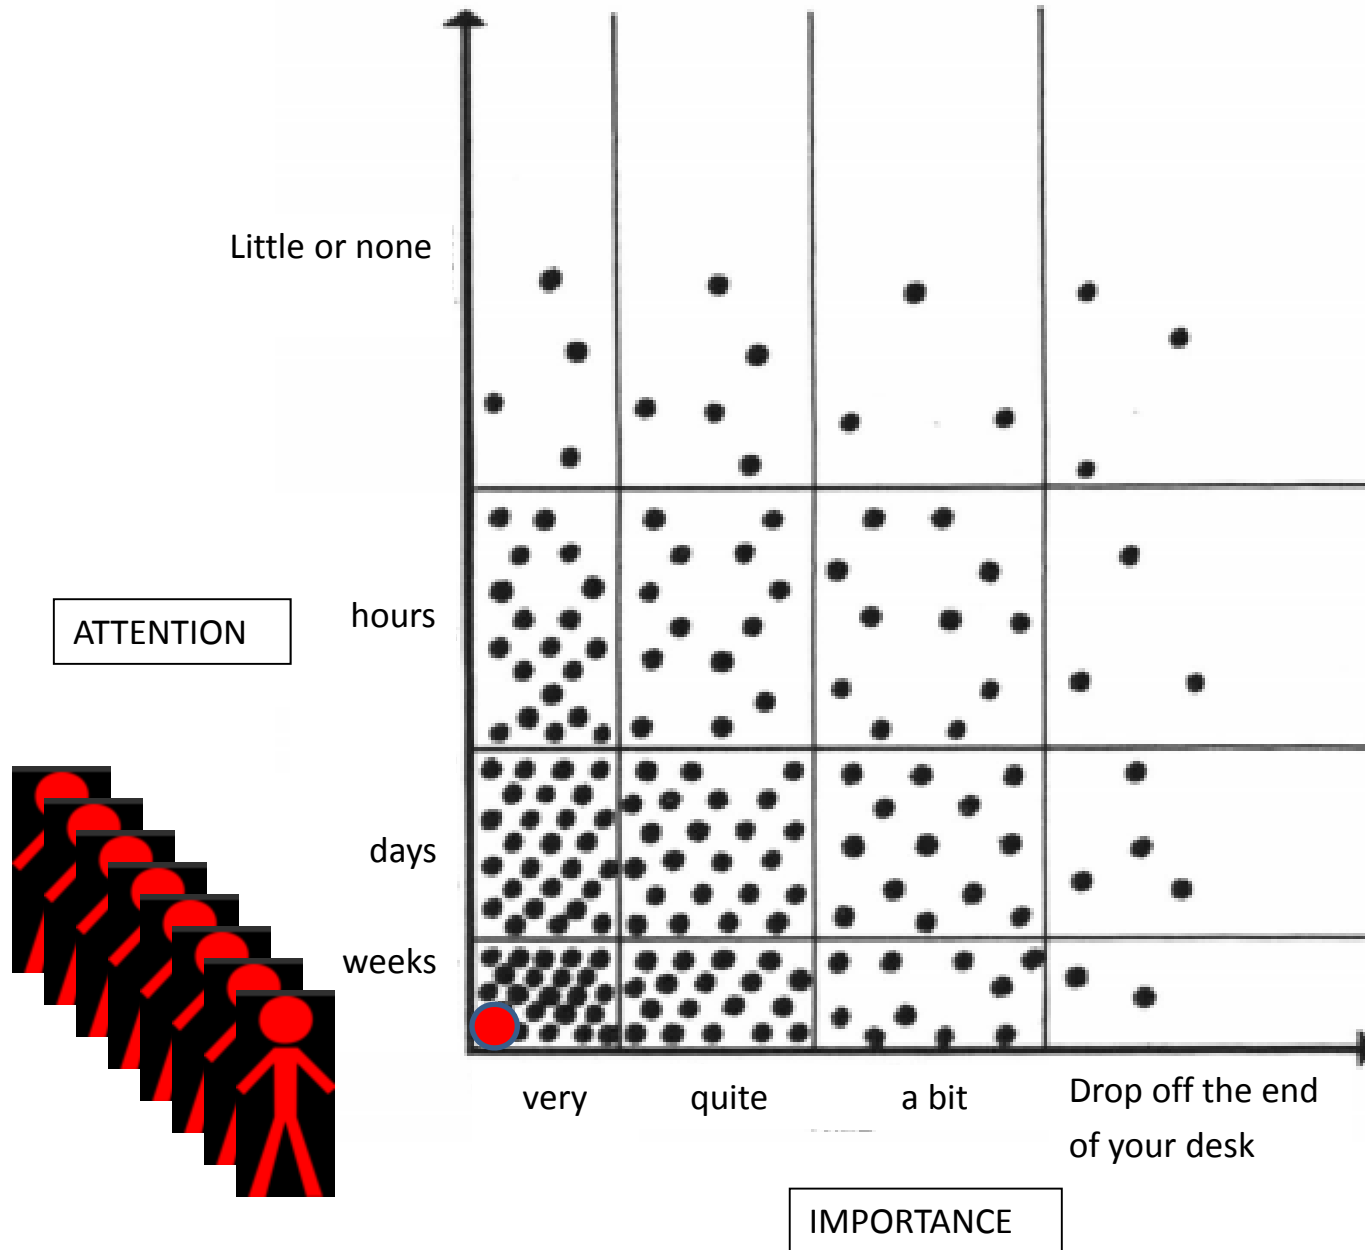 Little or none
hours
ATTENTION
days
weeks
very quite a bit Drop off the end
of your desk
IMPORTANCE